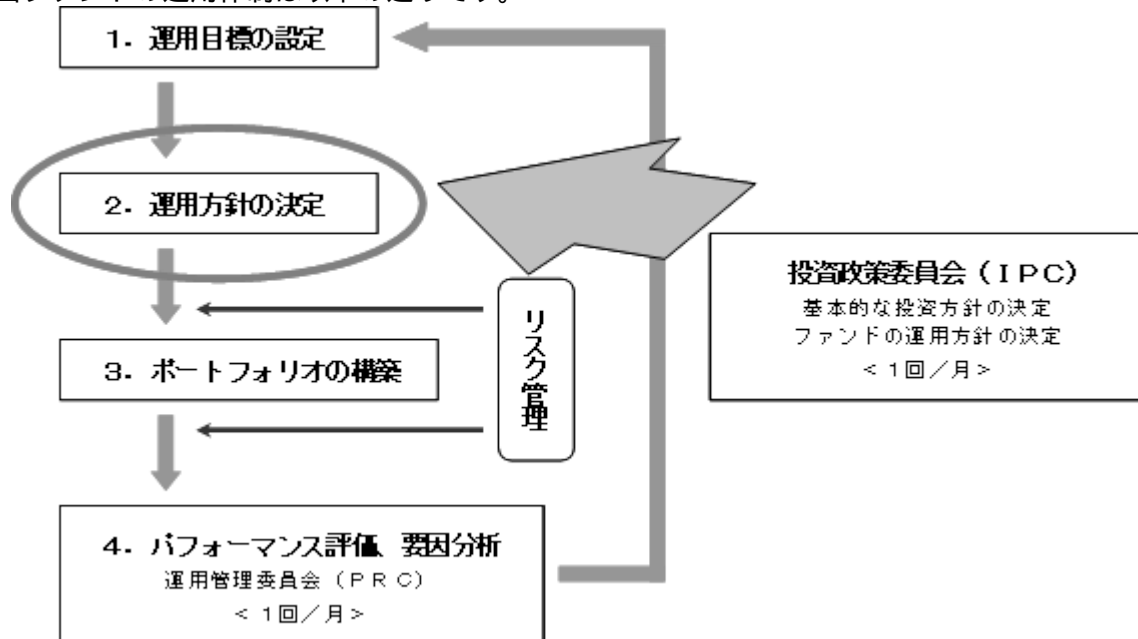 １．運用目標の設定
２．運用方針の決定
投資政策委員会（ＩＰＣ）
基本的な投資方針の決定
ファンドの運用方針の決定
＜１回／月＞
リスク管理
３．ポートフォリオの構築
４．パフォーマンス評価、要因分析
運用管理委員会（ＰＲＣ）
＜１回／月＞